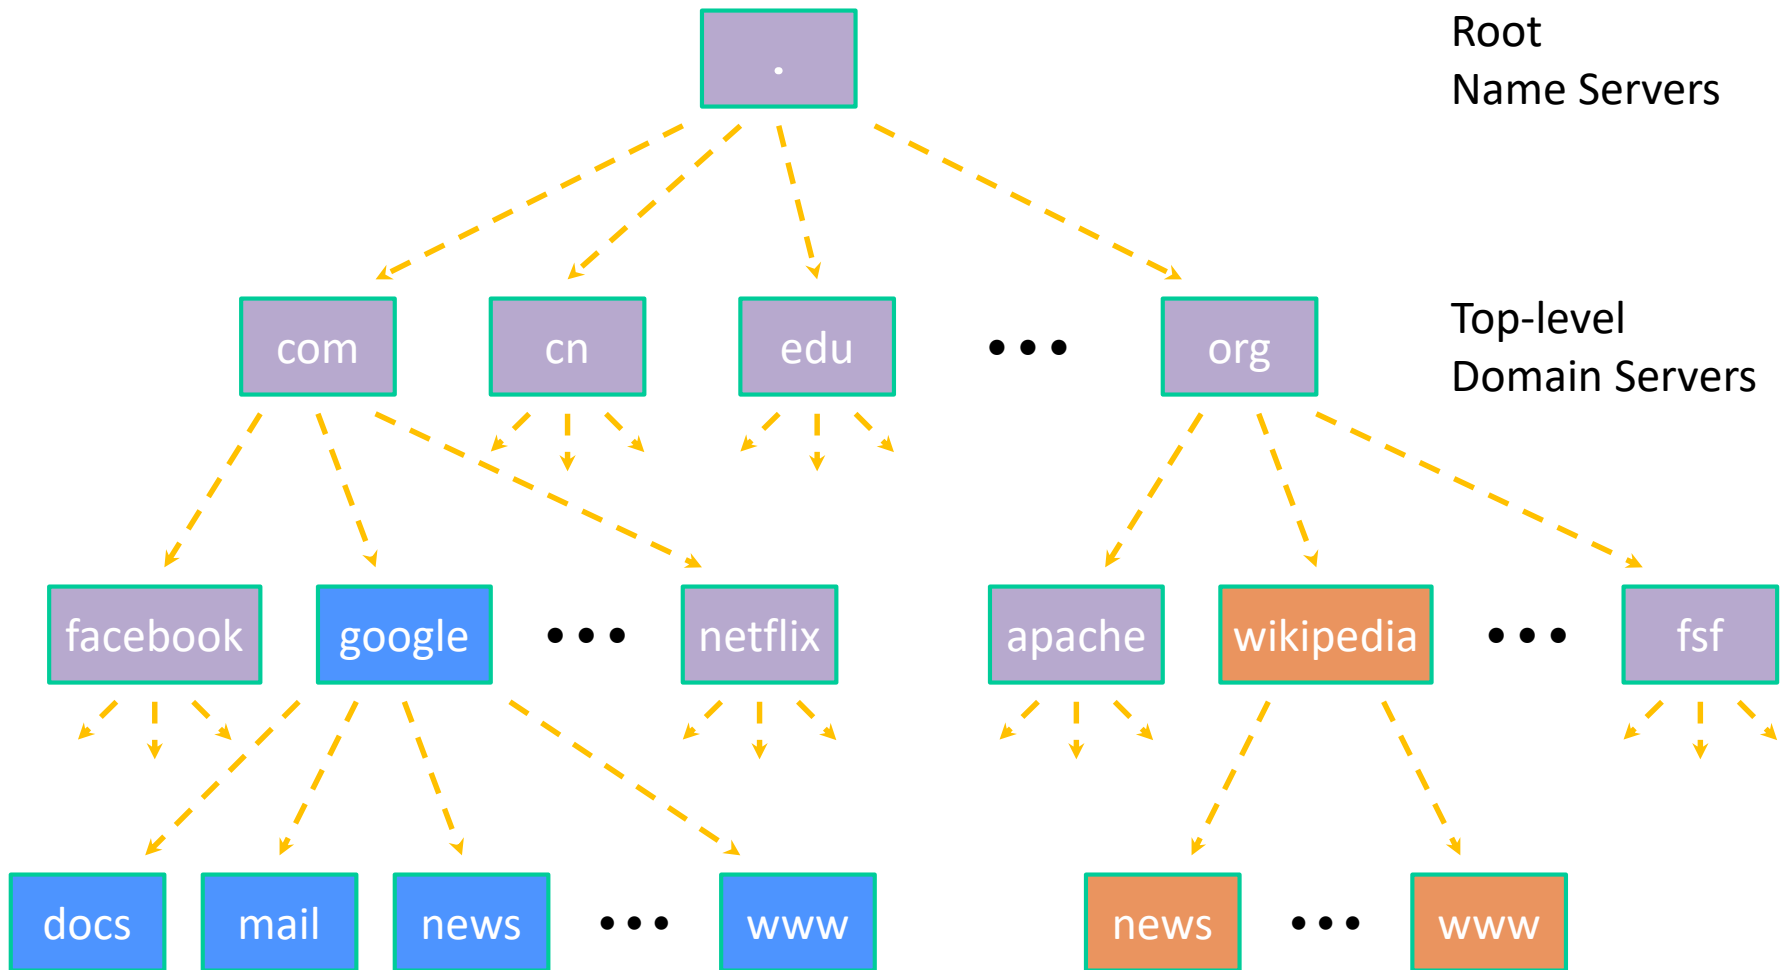 .
Root
Name Servers
com
cn
edu
•••
org
Top-level
Domain Servers
facebook
google
•••
netflix
apache
wikipedia
•••
fsf
docs
mail
news
•••
www
news
•••
www